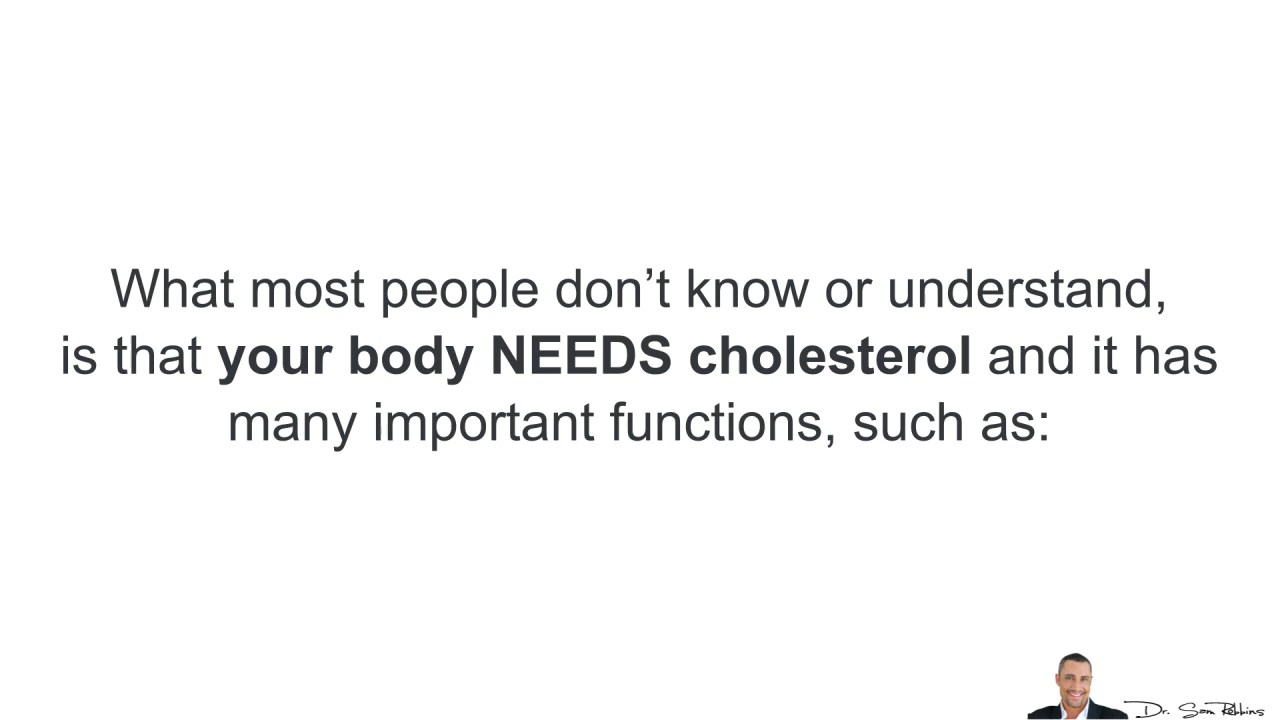 What most people don’t know or understand,
is that your body NEEDS cholesterol and it has
many important functions, such as:
Dr. Sam Robbins